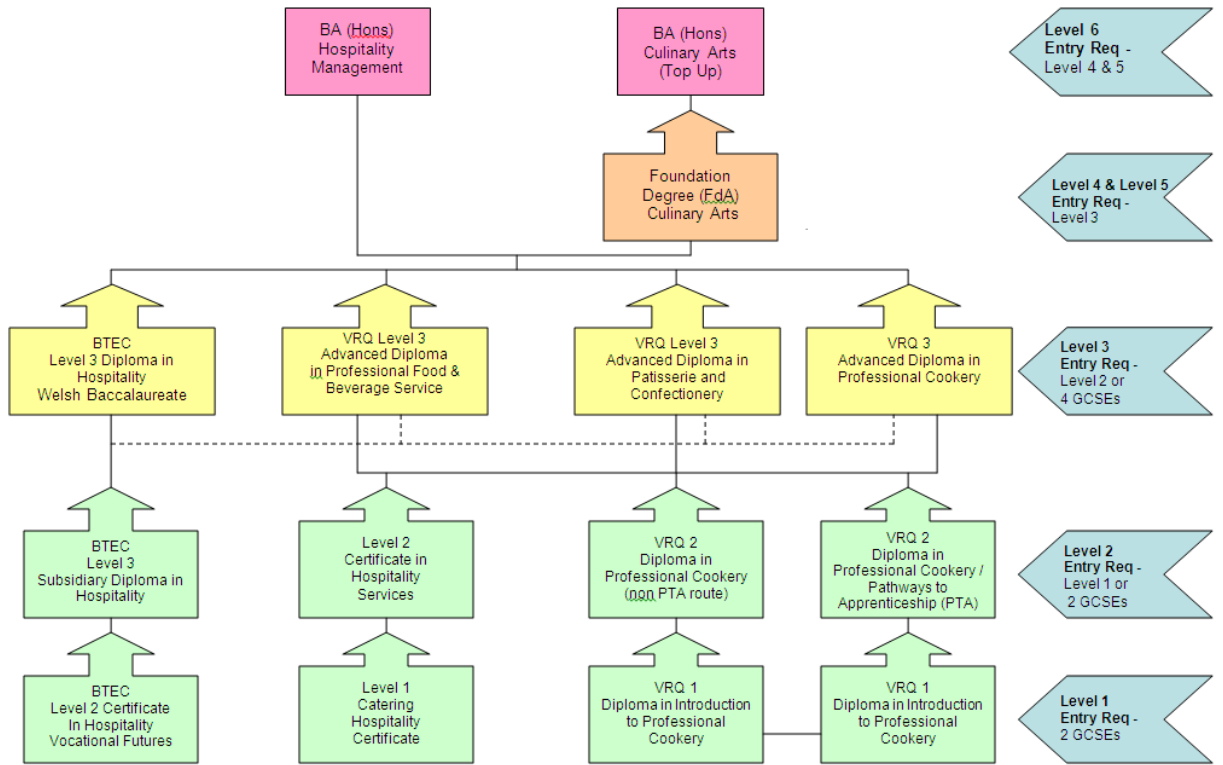 BA (Hons)
Hospitality
Management
BA (Hons)
Culinary Arts
(Top Up)
Level 6
Entry Req -
Level 4 & 5
Foundation
Degree (FdA)
Culinary Arts
Level 4 & Level 5
Entry Req -
Level 3
BTEC
Level 3 Diploma in
Hospitality
Welsh Baccalaureate
VRQ Level 3
Advanced Diploma
in Professional Food &
Beverage Service
VRQ Level 3
Advanced Diploma in
Patisserie and
Confectionery
VRQ 3
Advanced Diploma in
Professional Cookery
Level 3
Entry Req -
Level 2 or
4 GCSEs
BTEC
Level 3
Subsidiary Diploma in
Hospitality
Level 2
Certificate in
Hospitality
Services
VRQ 2
Diploma in
Professional Cookery
(non PTA route)
VRQ 2
Diploma in
Professional Cookery /
Pathways to
Apprenticeship (PTA)
Level 2
Entry Req -
Level 1 or
2 GCSEs
BTEC
Level 2 Certificate
In Hospitality
Vocational Futures
Level 1
Catering
Hospitality
Certificate
VRQ 1
Diploma in Introduction
to Professional
Cookery
VRQ 1
Diploma in Introduction
to Professional
Cookery
Level 1
Entry Req -
2 GCSEs